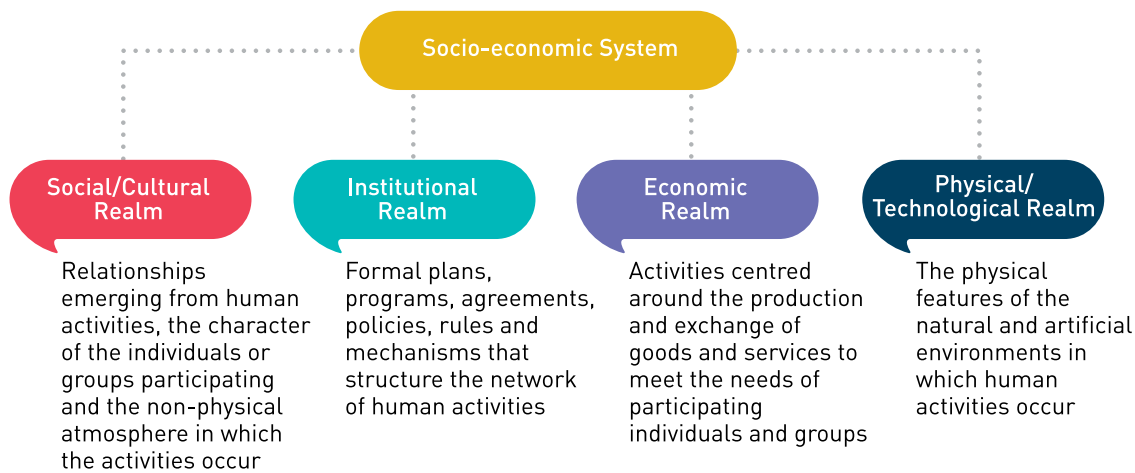 Socio-economic System
Social/Cultural
Realm
Relationships
emerging from human
activities, the character
of the individuals or
groups participating
and the non-physical
atmosphere in which
the activities occur
Institutional
Realm
Formal plans,
programs, agreements,
policies, rules and
mechanisms that
structure the network
of human activities
Economic
Realm
Activities centred
around the production
and exchange of
goods and services to
meet the needs of
participating
individuals and groups
Physical/
Technological Realm
The physical
features of the
natural and artificial
environments in
which human
activities occur